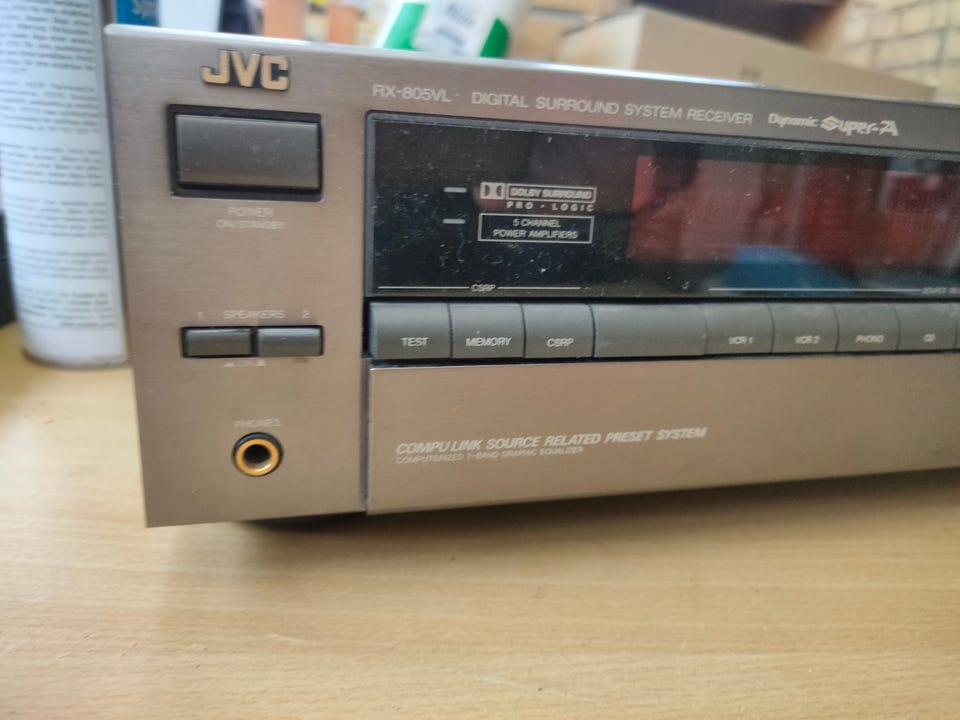 JVC
RX-805VL DIGITAL SURROUND SYSTEM RECEIVER Dynamic Super-A
POWER
ON/STANDBY
DOLBY SURROUND
PRO · LOGIC
5 CHANNEL
POWER AMPLIFIERS
CSRP
1 SPEAKERS 2
TEST MEMORY CSRP VCR 1 VCR 2 PHONO CD
PHONES
COMPU LINK SOURCE RELATED PRESET SYSTEM
COMPUTERIZED 7-BAND GRAPHIC EQUALIZER